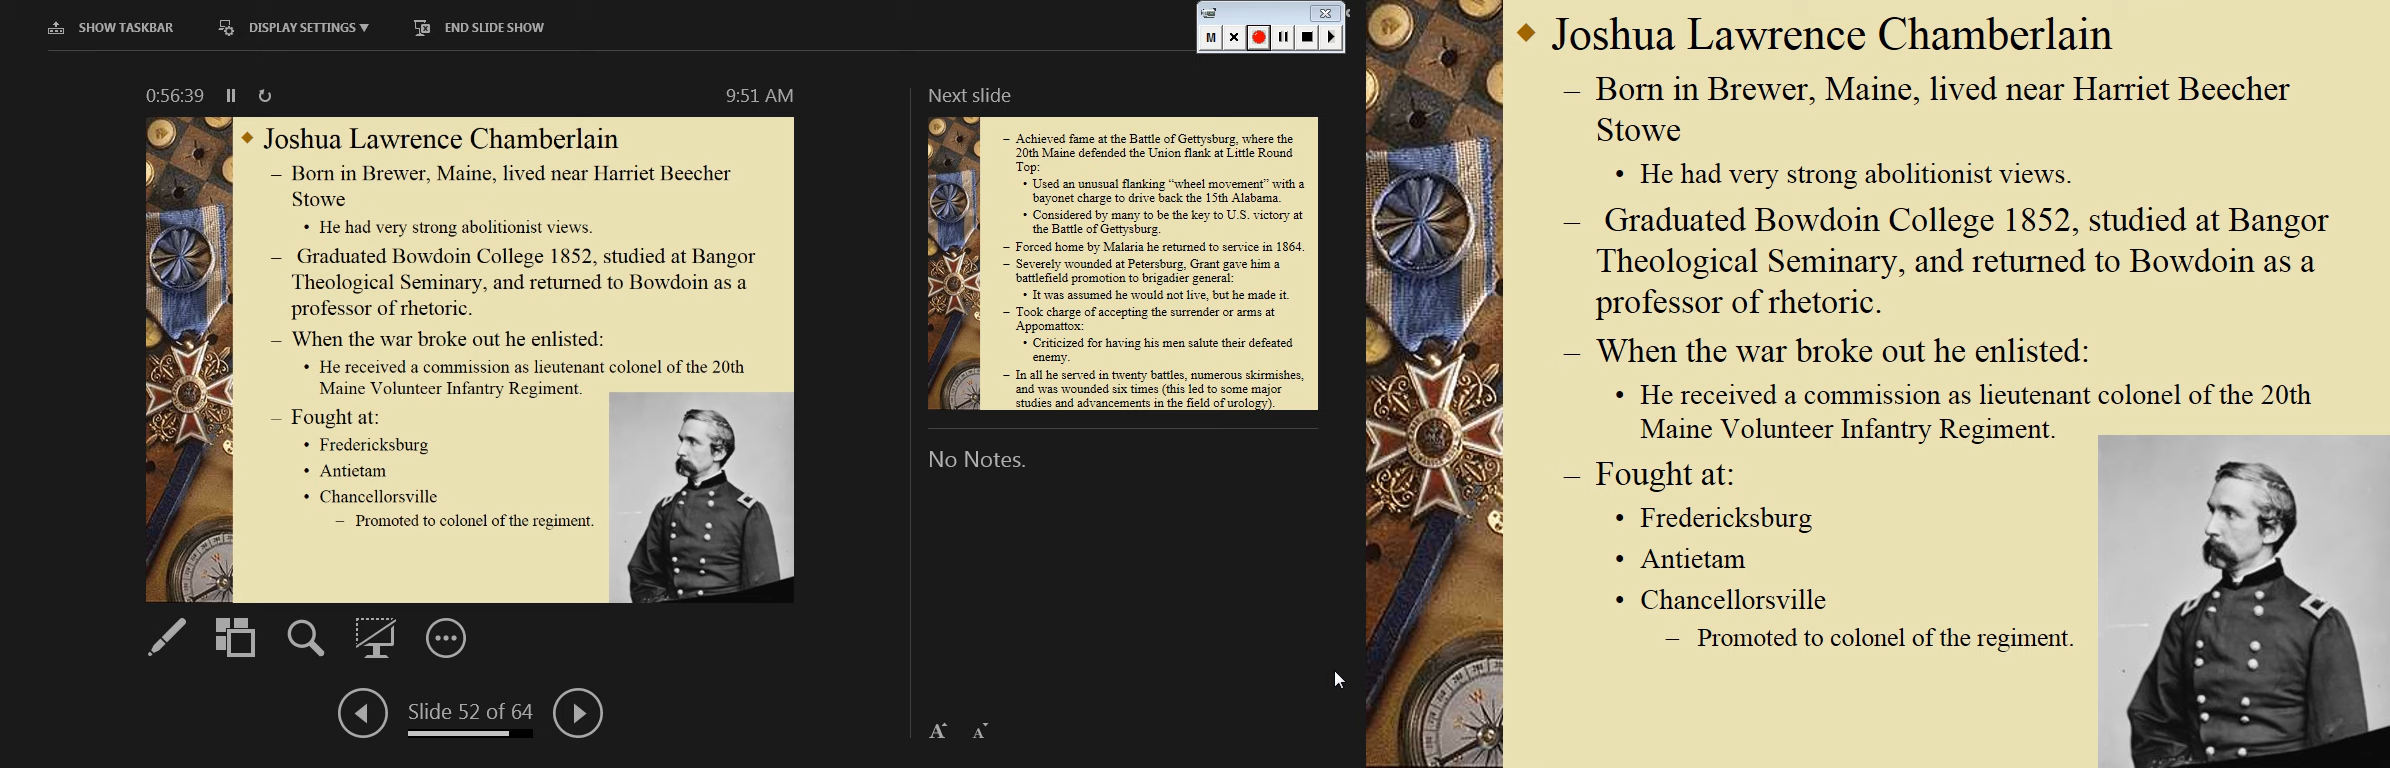 SHOW TASKBAR
DISPLAY SETTINGS ▼
END SLIDE SHOW
M
0:56:39
9:51 AM
◆ Joshua Lawrence Chamberlain
– Born in Brewer, Maine, lived near Harriet Beecher
Stowe
• He had very strong abolitionist views.
– Graduated Bowdoin College 1852, studied at Bangor
Theological Seminary, and returned to Bowdoin as a
professor of rhetoric.
– When the war broke out he enlisted:
• He received a commission as lieutenant colonel of the 20th
Maine Volunteer Infantry Regiment.
– Fought at:
• Fredericksburg
• Antietam
• Chancellorsville
– Promoted to colonel of the regiment.
Slide 52 of 64
Next slide
– Achieved fame at the Battle of Gettysburg, where the
20th Maine defended the Union flank at Little Round
Top:
• Used an unusual flanking “wheel movement” with a
bayonet charge to drive back the 15th Alabama.
• Considered by many to be the key to U.S. victory at
the Battle of Gettysburg.
– Forced home by Malaria he returned to service in 1864.
– Severely wounded at Petersburg, Grant gave him a
battlefield promotion to brigadier general:
• It was assumed he would not live, but he made it.
– Took charge of accepting the surrender or arms at
Appomattox:
• Criticized for having his men salute their defeated
enemy.
– In all he served in twenty battles, numerous skirmishes,
and was wounded six times (this led to some major
studies and advancements in the field of urology).
No Notes.
A A
◆ Joshua Lawrence Chamberlain
– Born in Brewer, Maine, lived near Harriet Beecher
Stowe
• He had very strong abolitionist views.
– Graduated Bowdoin College 1852, studied at Bangor
Theological Seminary, and returned to Bowdoin as a
professor of rhetoric.
– When the war broke out he enlisted:
• He received a commission as lieutenant colonel of the 20th
Maine Volunteer Infantry Regiment.
– Fought at:
• Fredericksburg
• Antietam
• Chancellorsville
– Promoted to colonel of the regiment.